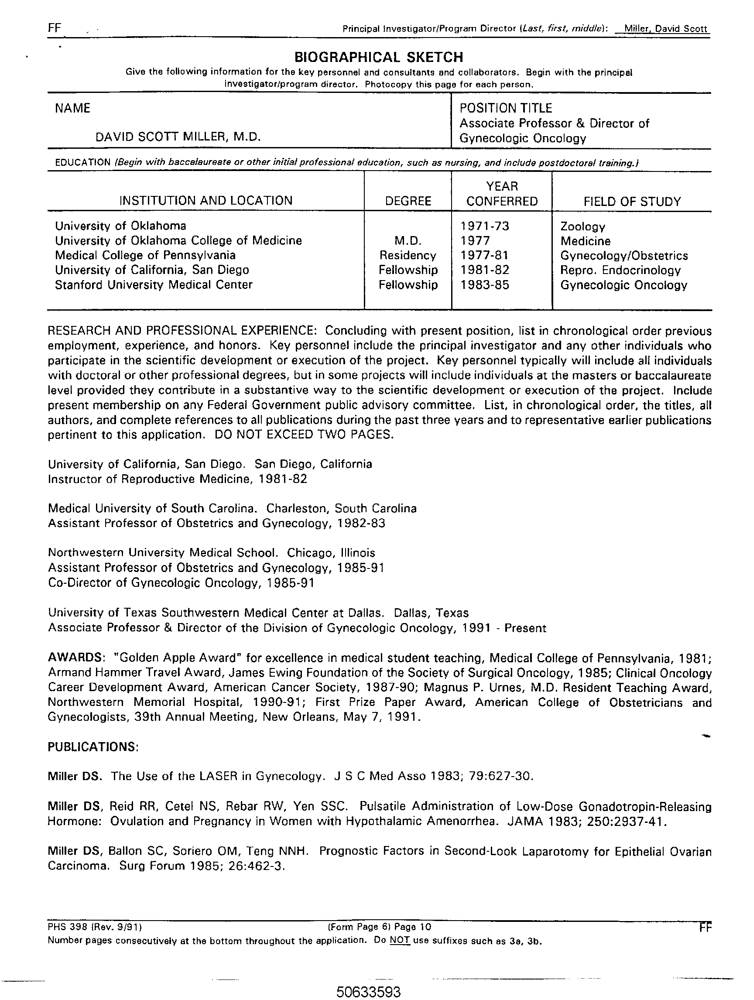 FF
Principal Investigator/Program Director (Last, first, middle): Miller, David Scott
BIOGRAPHICAL SKETCH
Give the following information for the key personnel and consultants and collaborators. Begin with the principal
investigator/program director. Photocopy this page for each person.
NAME
DAVID SCOTT MILLER, M.D.
POSITION TITLE
Associate Professor & Director of
Gynecologic Oncology
EDUCATION (Begin with baccalaureate or other initial professional education, such as nursing, and include postdoctoral training.)
INSTITUTION AND LOCATION DEGREE YEAR CONFERRED FIELD OF STUDY
University of Oklahoma 1971-73 Zoology
University of Oklahoma College of Medicine M.D. 1977 Medicine
Medical College of Pennsylvania Residency 1977-81 Gynecology/Obstetrics
University of California, San Diego Fellowship 1981-82 Repro. Endocrinology
Stanford University Medical Center Fellowship 1983-85 Gynecologic Oncology
RESEARCH AND PROFESSIONAL EXPERIENCE: Concluding with present position, list in chronological order previous
employment, experience, and honors. Key personnel include the principal investigator and any other individuals who
participate in the scientific development or execution of the project. Key personnel typically will include all individuals
with doctoral or other professional degrees, but in some projects will include individuals at the masters or baccalaureate
level provided they contribute in a substantive way to the scientific development or execution of the project. Include
present membership on any Federal Government public advisory committee. List, in chronological order, the titles, all
authors, and complete references to all publications during the past three years and to representative earlier publications
pertinent to this application. DO NOT EXCEED TWO PAGES.
University of California, San Diego. San Diego, California
Instructor of Reproductive Medicine, 1981-82
Medical University of South Carolina. Charleston, South Carolina
Assistant Professor of Obstetrics and Gynecology, 1982-83
Northwestern University Medical School. Chicago, Illinois
Assistant Professor of Obstetrics and Gynecology, 1985-91
Co-Director of Gynecologic Oncology, 1985-91
University of Texas Southwestern Medical Center at Dallas. Dallas, Texas
Associate Professor & Director of the Division of Gynecologic Oncology, 1991 - Present
AWARDS: "Golden Apple Award" for excellence in medical student teaching, Medical College of Pennsylvania, 1981;
Armand Hammer Travel Award, James Ewing Foundation of the Society of Surgical Oncology, 1985; Clinical Oncology
Career Development Award, American Cancer Society, 1987-90; Magnus P. Urnes, M.D. Resident Teaching Award,
Northwestern Memorial Hospital, 1990-91; First Prize Paper Award, American College of Obstetricians and
Gynecologists, 39th Annual Meeting, New Orleans, May 7, 1991.
PUBLICATIONS:
Miller DS. The Use of the LASER in Gynecology. J S C Med Asso 1983; 79:627-30.
Miller DS, Reid RR, Cetel NS, Rebar RW, Yen SSC. Pulsatile Administration of Low-Dose Gonadotropin-Releasing
Hormone: Ovulation and Pregnancy in Women with Hypothalamic Amenorrhea. JAMA 1983; 250:2937-41.
Miller DS, Ballon SC, Soriero OM, Teng NNH. Prognostic Factors in Second-Look Laparotomy for Epithelial Ovarian
Carcinoma. Surg Forum 1985; 26:462-3.
PHS 398 (Rev. 9/91) (Form Page 6) Page 10 FF
Number pages consecutively at the bottom throughout the application. Do NOT use suffixes such as 3a, 3b.
50633593